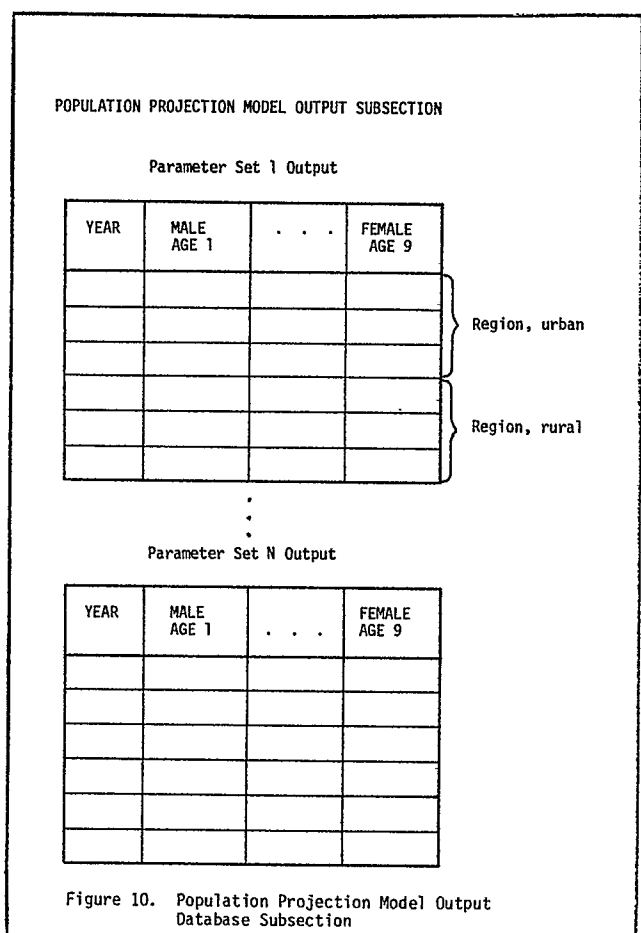 POPULATION PROJECTION MODEL OUTPUT SUBSECTION
Parameter Set 1 Output
YEAR MALE AGE 1 . . . FEMALE AGE 9
Region, urban
Region, rural
.
.
.
Parameter Set N Output
YEAR MALE AGE 1 . . . FEMALE AGE 9
Figure 10. Population Projection Model Output
Database Subsection